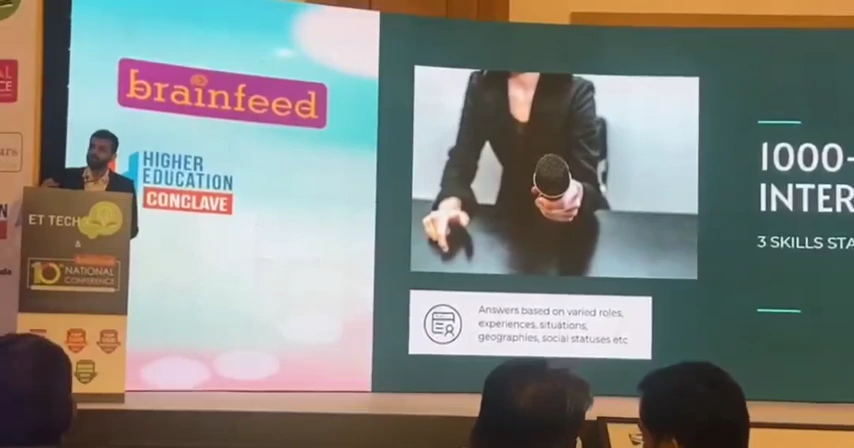 brainfeed
HIGHER
EDUCATION
CONCLAVE
ET TECH
&
10
NATIONAL
CONFERENCE
Answers based on varied roles,
experiences, situations,
geographies, social statuses etc
1000-
INTER
3 SKILLS STA